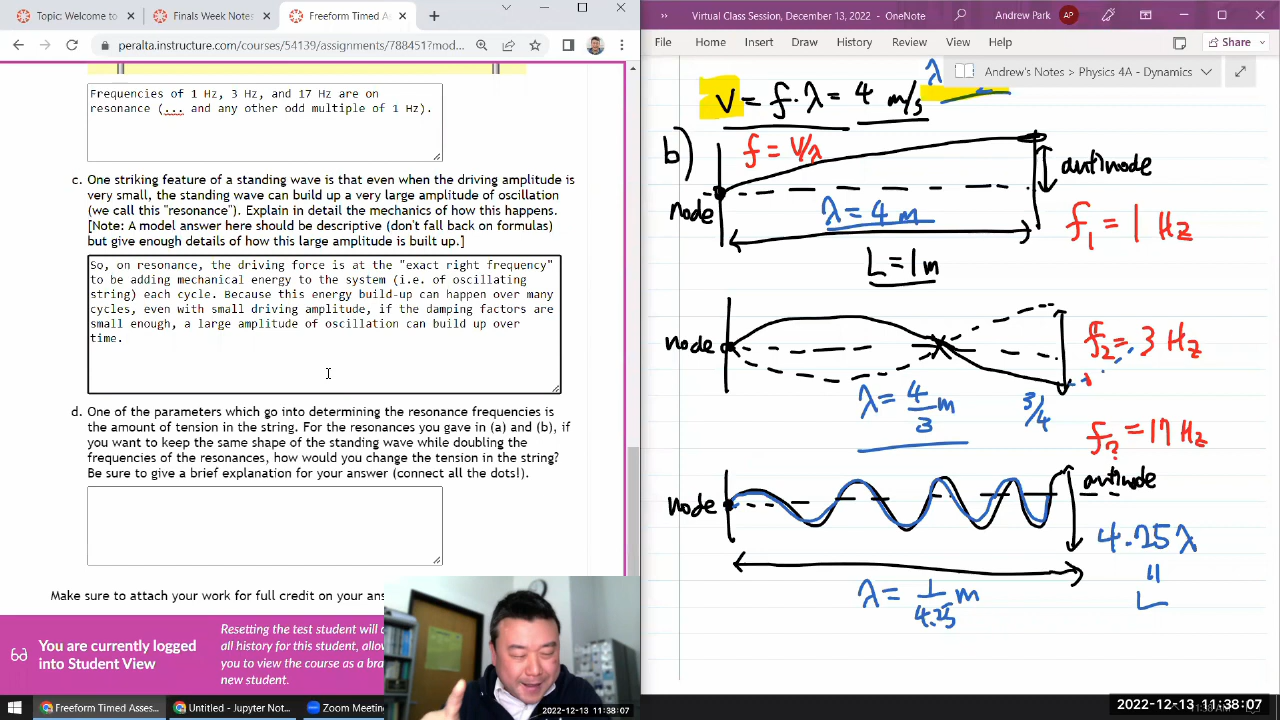 Topic Welcome to
Finals Week Notes
Freeform Timed A
peralta.instructure.com/courses/54139/assignments/788451?mod...
Frequencies of 1 Hz, 3 Hz, and 17 Hz are on
resonance (... and any other odd multiple of 1 Hz).
c. One striking feature of a standing wave is that even when the driving amplitude is
very small, the standing wave can build up a very large amplitude of oscillation
(we call this "resonance"). Explain in detail the mechanics of how this happens.
[Note: A model answer here should be descriptive (don't fall back on formulas)
but give enough details of how this large amplitude is built up.]
So, on resonance, the driving force is at the "exact right frequency"
to be adding mechanical energy to the system (i.e. of oscillating
string) each cycle. Because this energy build-up can happen over many
cycles, even with small driving amplitude, if the damping factors are
small enough, a large amplitude of oscillation can build up over
time.
d. One of the parameters which go into determining the resonance frequencies is
the amount of tension in the string. For the resonances you gave in (a) and (b), if
you want to keep the same shape of the standing wave while doubling the
frequencies of the resonances, how would you change the tension in the string?
Be sure to give a brief explanation for your answer (connect all the dots!).
Make sure to attach your work for full credit on your ans
You are currently logged
into Student View
Resetting the test student will
all history for this student, allo
you to view the course as a bra
new student.
Freeform Timed Asses...
Untitled - Jupyter Not...
Zoom Meeting
2022-12-13 11:38:07
Virtual Class Session, December 13, 2022 - OneNote
Andrew Park
AP
File Home Insert Draw History Review View Help
Share
Andrew's Notes > Physics 4A - Dynamics
λ
V = f·λ = 4 m/s
b)
f = V/λ
antinode
node
λ = 4 m
f1 = 1 Hz
L = 1 m
node
f2 = 3 Hz
λ = 4/3 m
3/4
f? = 17 Hz
antinode
node
4.25λ
"
L
λ = 1/4.25 m
2022-12-13 11:38:07